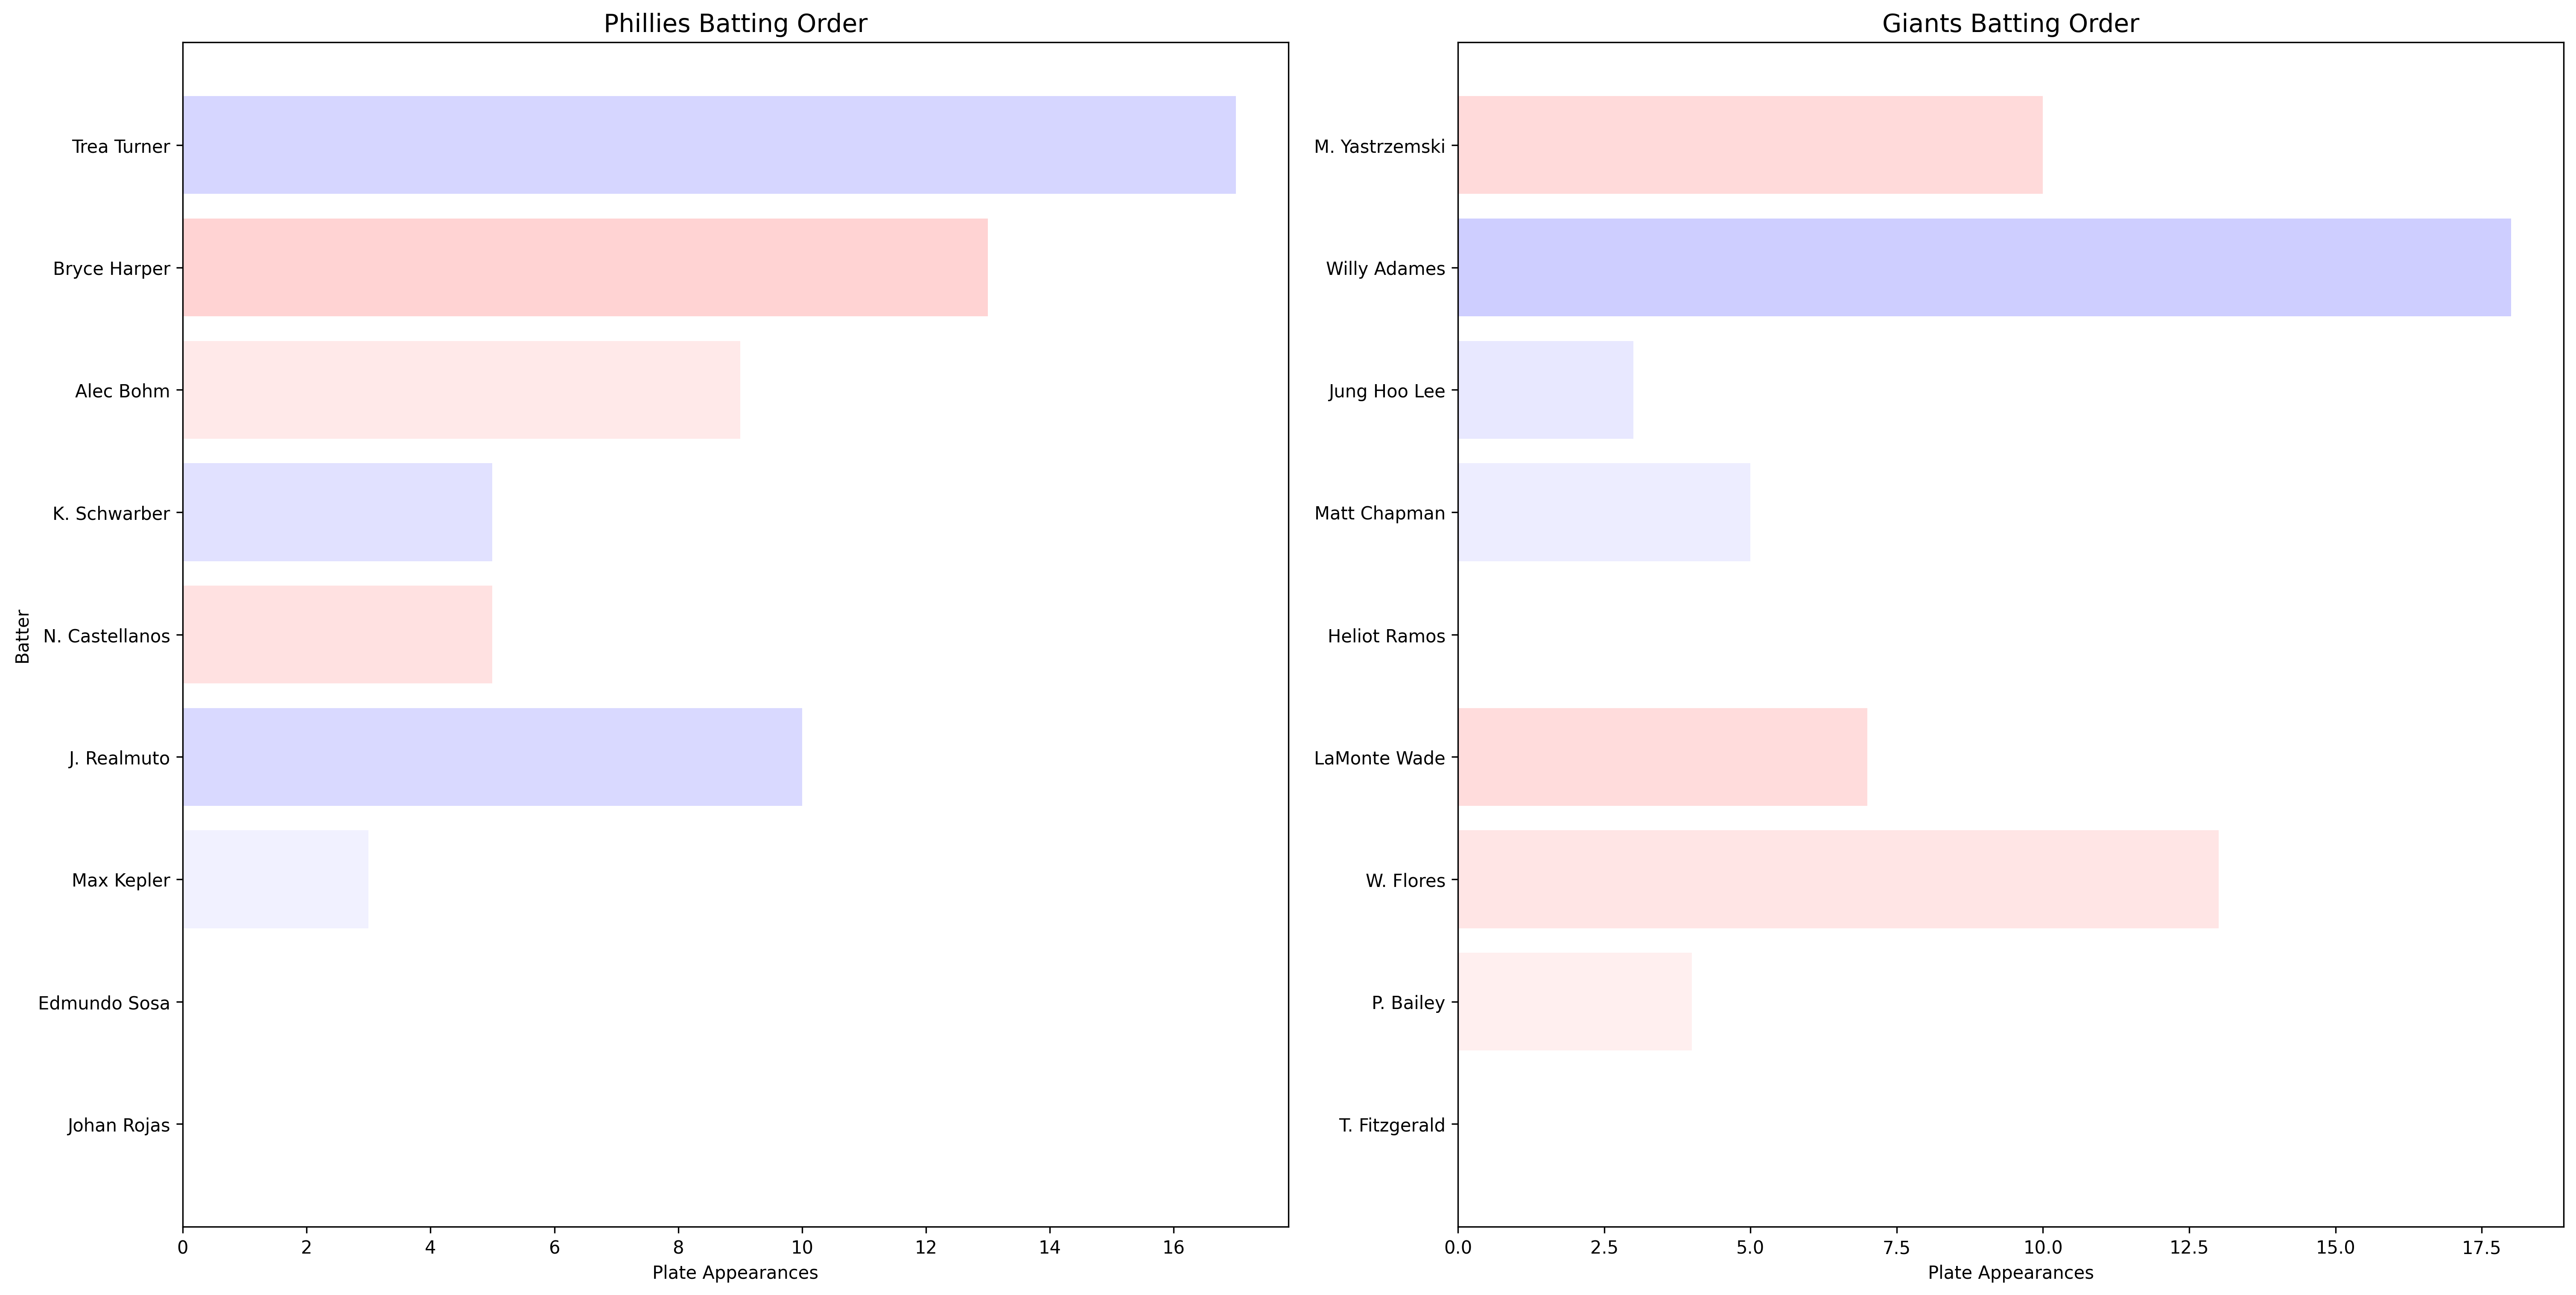 Phillies Batting Order
Batter
Trea Turner
Bryce Harper
Alec Bohm
K. Schwarber
N. Castellanos
J. Realmuto
Max Kepler
Edmundo Sosa
Johan Rojas
0 2 4 6 8 10 12 14 16
Plate Appearances
Giants Batting Order
M. Yastrzemski
Willy Adames
Jung Hoo Lee
Matt Chapman
Heliot Ramos
LaMonte Wade
W. Flores
P. Bailey
T. Fitzgerald
0.0 2.5 5.0 7.5 10.0 12.5 15.0 17.5
Plate Appearances